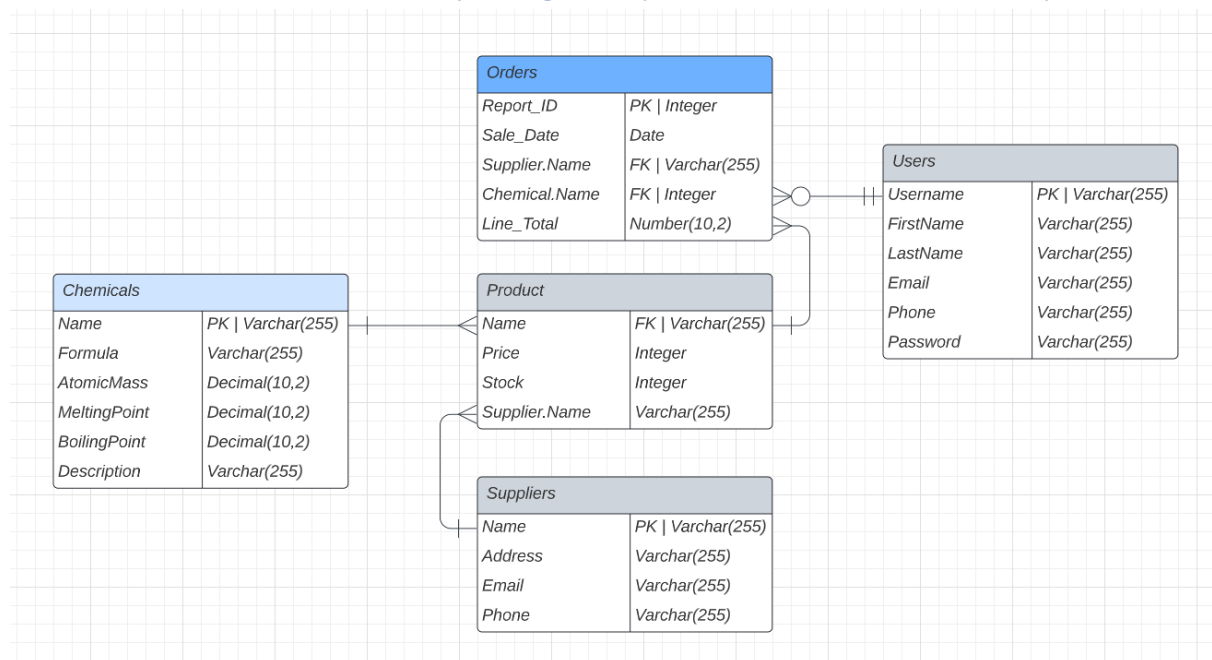 Orders
Report_ID PK | Integer
Sale_Date Date
Supplier.Name FK | Varchar(255)
Chemical.Name FK | Integer
Line_Total Number(10,2)
Users
Username PK | Varchar(255)
FirstName Varchar(255)
LastName Varchar(255)
Email Varchar(255)
Phone Varchar(255)
Password Varchar(255)
Chemicals
Name PK | Varchar(255)
Formula Varchar(255)
AtomicMass Decimal(10,2)
MeltingPoint Decimal(10,2)
BoilingPoint Decimal(10,2)
Description Varchar(255)
Product
Name FK | Varchar(255)
Price Integer
Stock Integer
Supplier.Name Varchar(255)
Suppliers
Name PK | Varchar(255)
Address Varchar(255)
Email Varchar(255)
Phone Varchar(255)